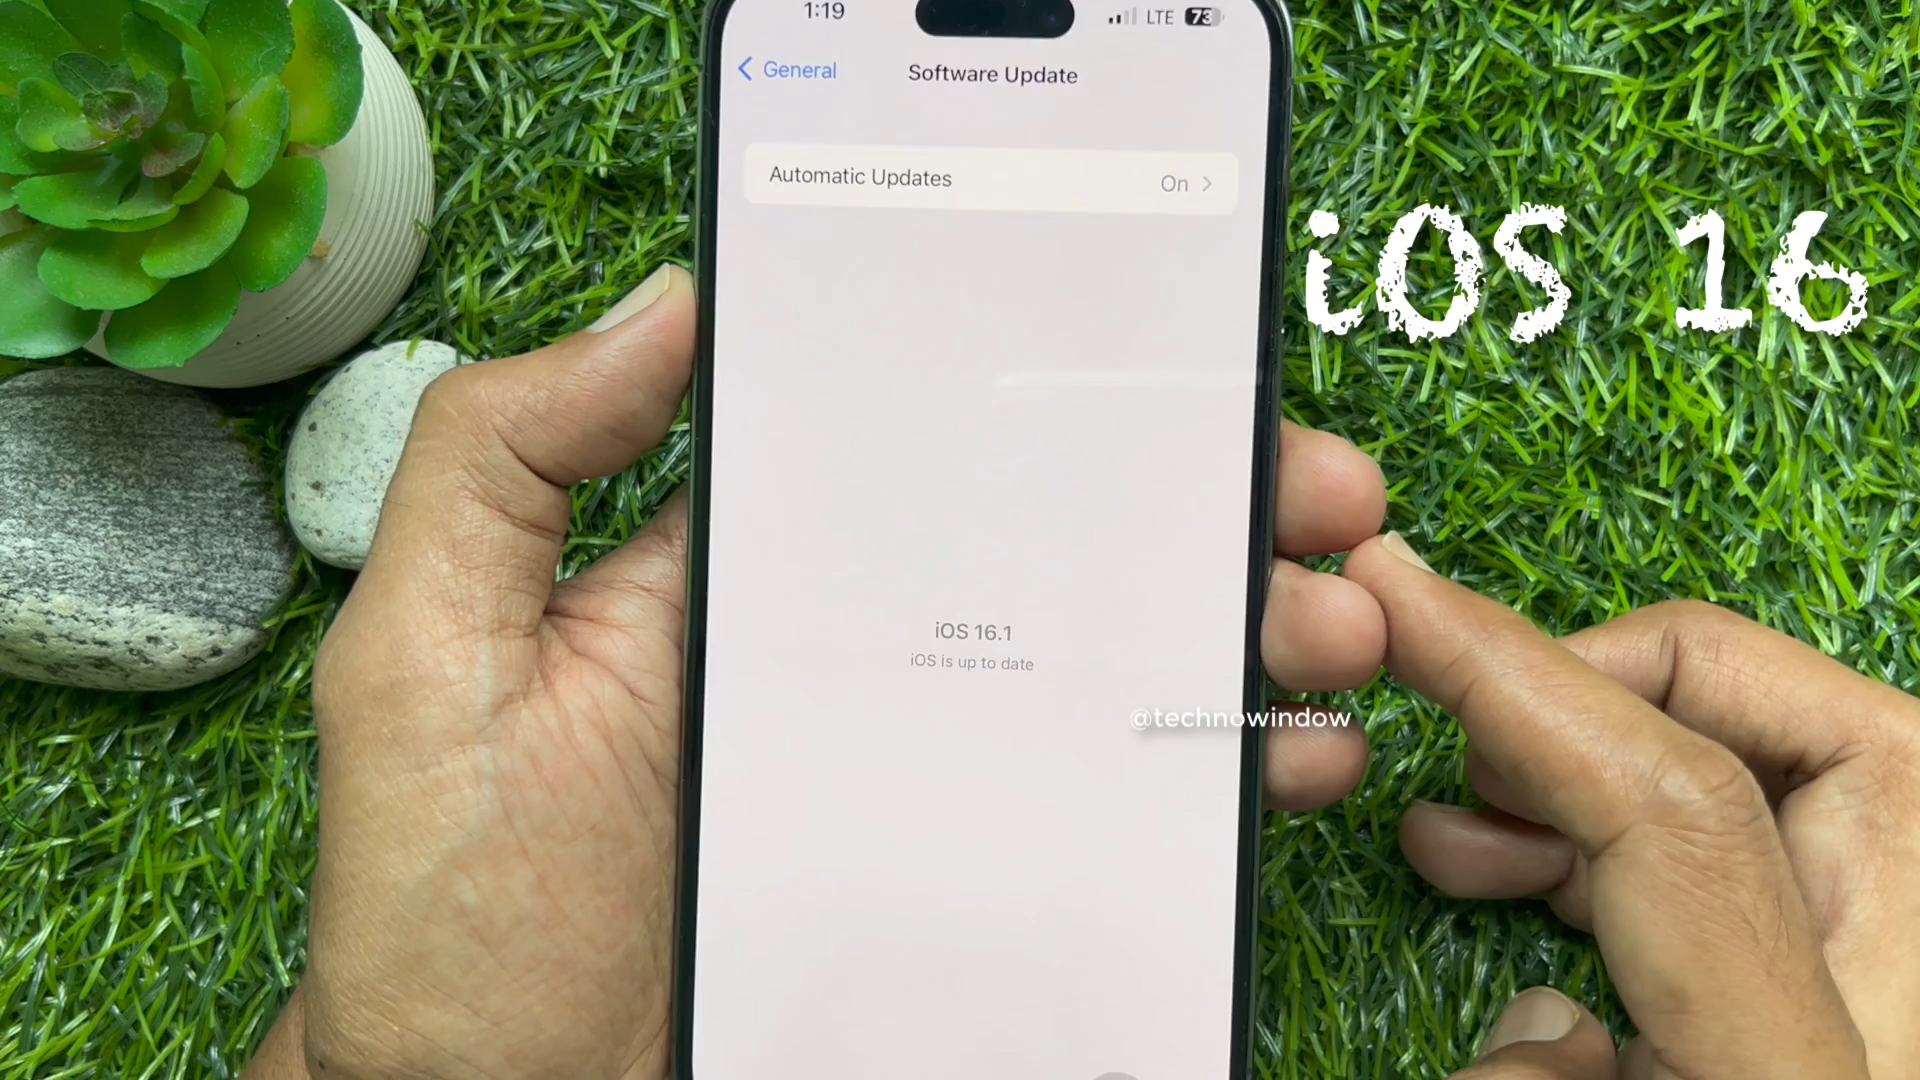 1:19
LTE 73
General
Software Update
Automatic Updates
On
iOS 16
iOS 16.1
iOS is up to date
@technowindow